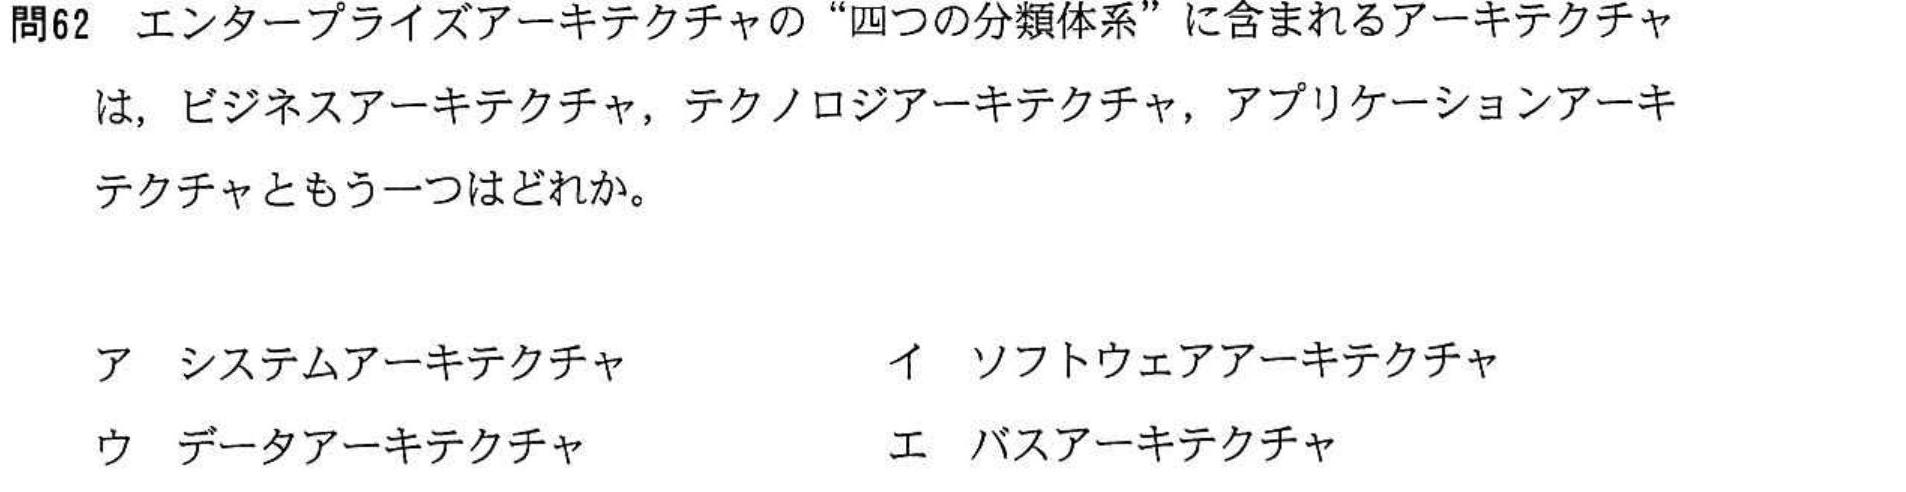 問62 エンタープライズアーキテクチャの“四つの分類体系”に含まれるアーキテクチャ
は，ビジネスアーキテクチャ，テクノロジアーキテクチャ，アプリケーションアーキ
テクチャともう一つはどれか。
ア システムアーキテクチャ イ ソフトウェアアーキテクチャ
ウ データアーキテクチャ エ バスアーキテクチャ